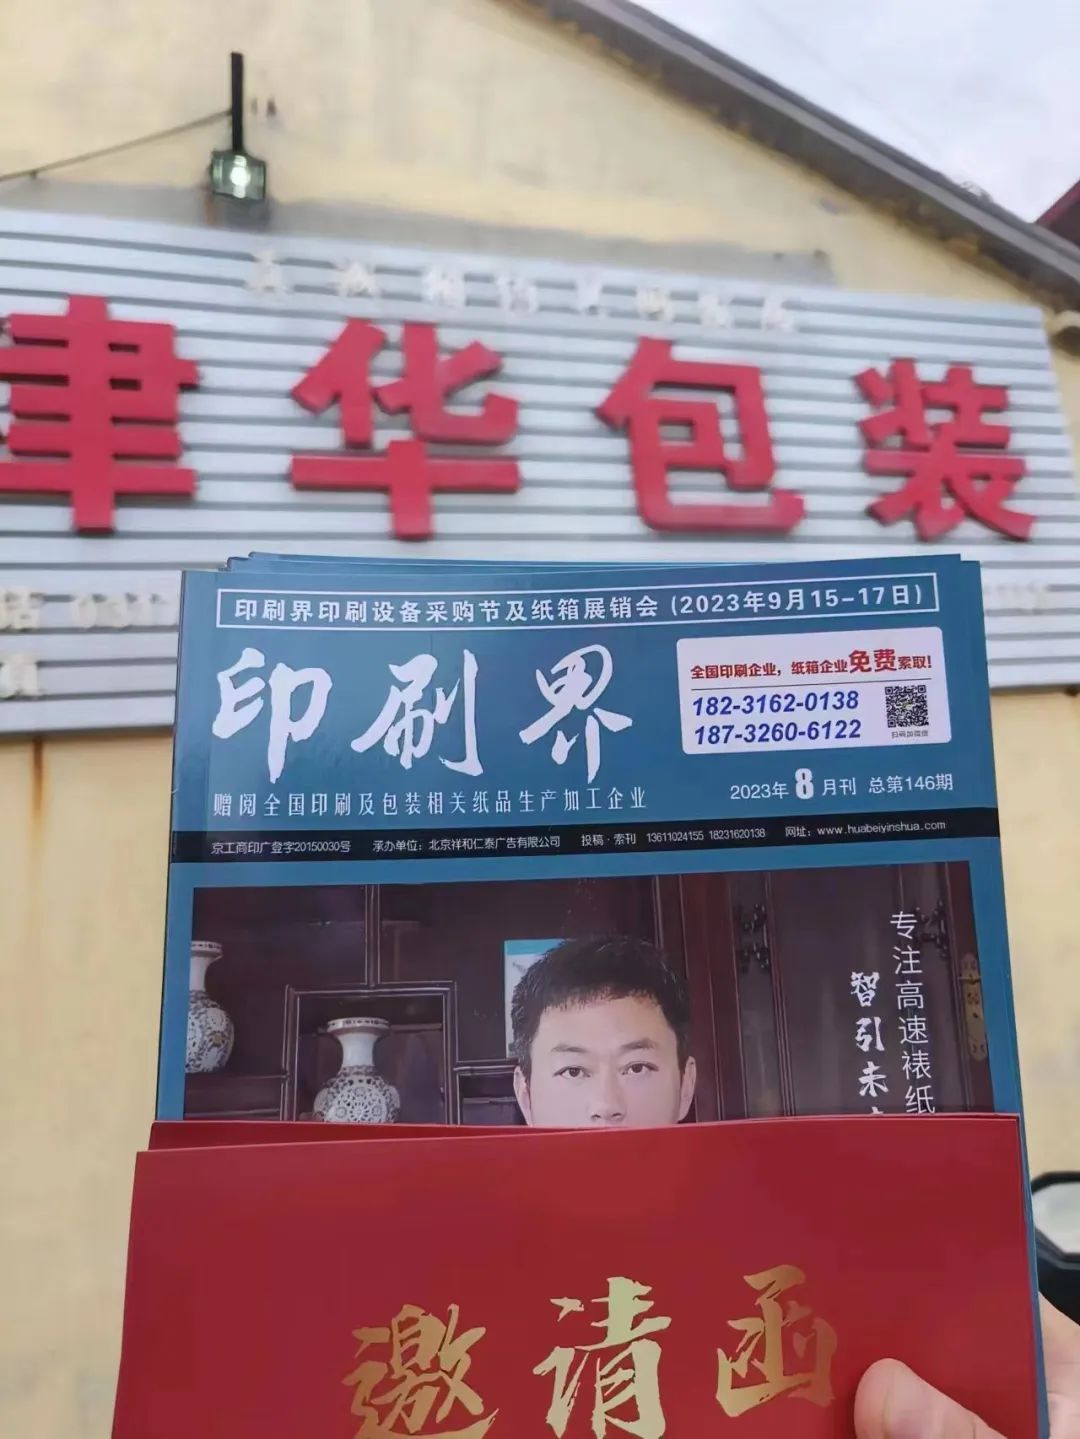 津华包装
印刷界印刷设备采购节及纸箱展销会 (2023年9月15-17日)
印刷界
全国印刷企业，纸箱企业免费索取!
182-3162-0138
187-3260-6122
扫码加微信
赠阅全国印刷及包装相关纸品生产加工企业
2023年 8 月刊 总第146期
京工商印广登字20150030号 承办单位: 北京祥和仁泰广告有限公司 投稿·索刊 13611024155 18231620138 网址: www.huabeiyinshua.com
专注高速裱纸
智引未
邀请函